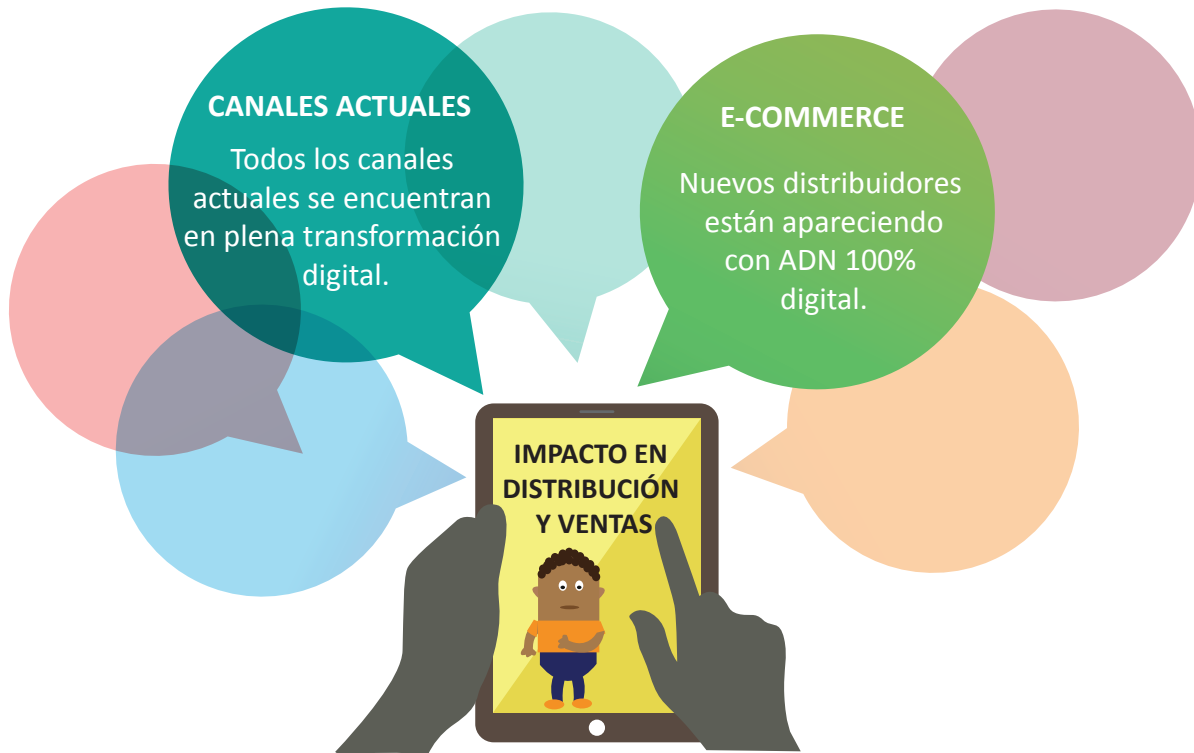 CANALES ACTUALES
Todos los canales
actuales se encuentran
en plena transformación
digital.
E-COMMERCE
Nuevos distribuidores
están apareciendo
con ADN 100%
digital.
IMPACTO EN
DISTRIBUCIÓN
Y VENTAS